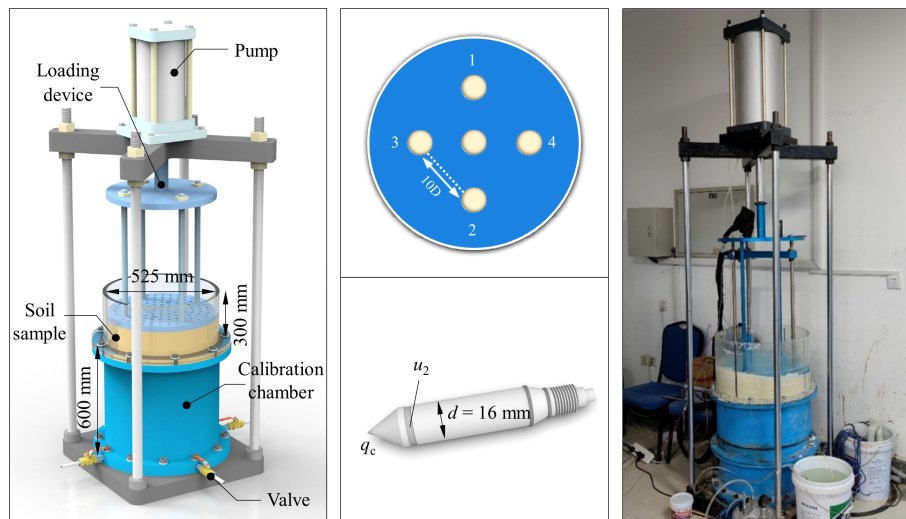 Pump
Loading
device
525 mm
300 mm
Soil
sample
Calibration
chamber
600 mm
Valve
1
3
4
10D
2
u2
d = 16 mm
qc